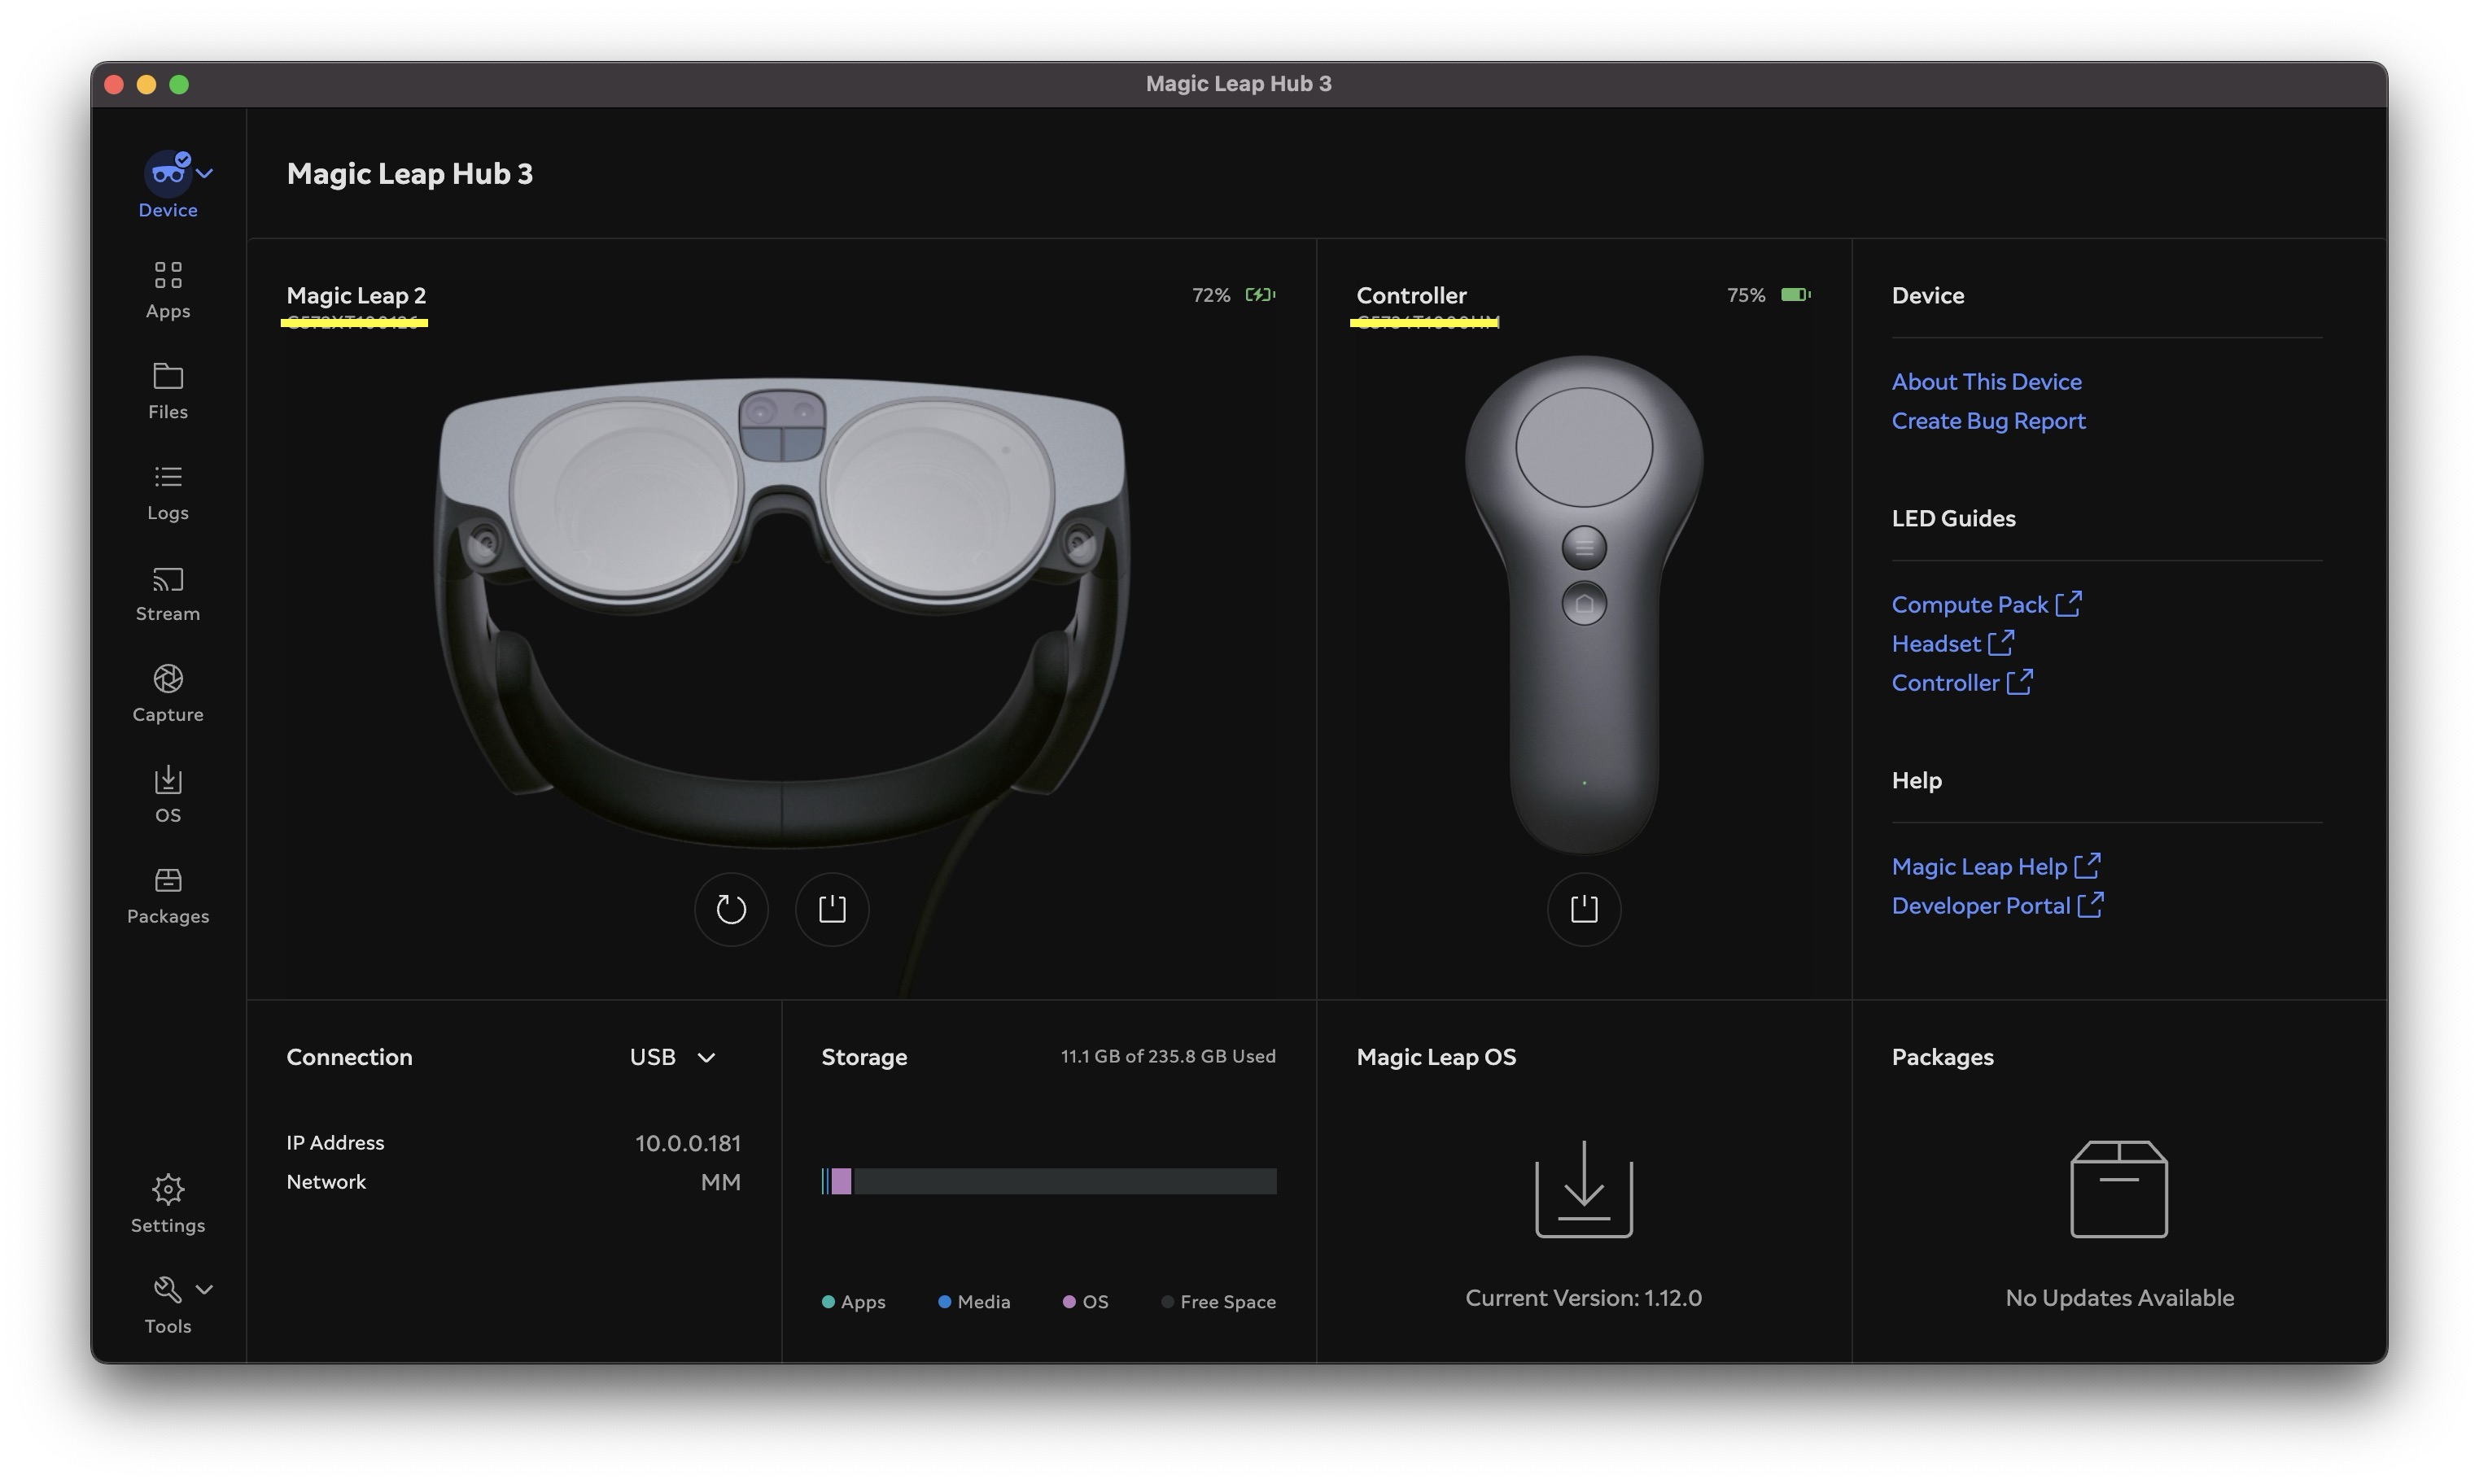 Magic Leap Hub 3
Device
Apps
Files
Logs
Stream
Capture
OS
Packages
Settings
Tools
Magic Leap Hub 3
Magic Leap 2
72%
Controller
75%
Device
About This Device
Create Bug Report
LED Guides
Compute Pack
Headset
Controller
Help
Magic Leap Help
Developer Portal
Connection
USB
IP Address 10.0.0.181
Network MM
Storage
11.1 GB of 235.8 GB Used
Apps Media OS Free Space
Magic Leap OS
Current Version: 1.12.0
Packages
No Updates Available